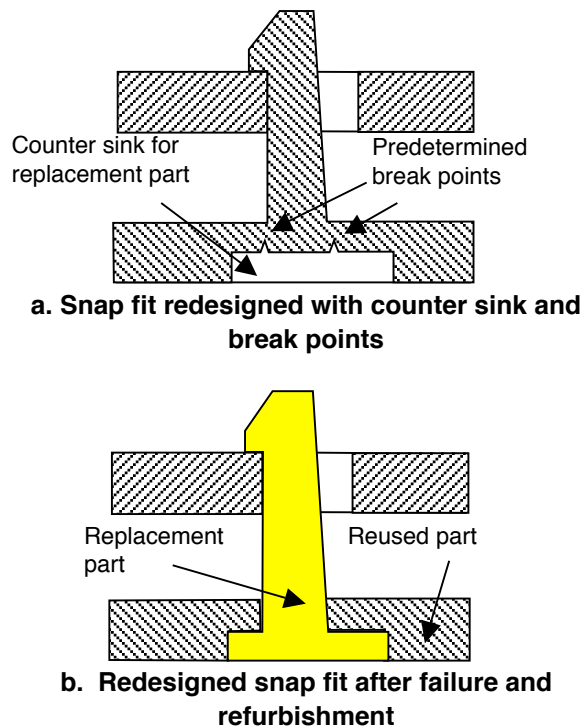 Counter sink for
replacement part
Predetermined
break points
a. Snap fit redesigned with counter sink and
break points
Replacement
part
Reused part
b. Redesigned snap fit after failure and
refurbishment